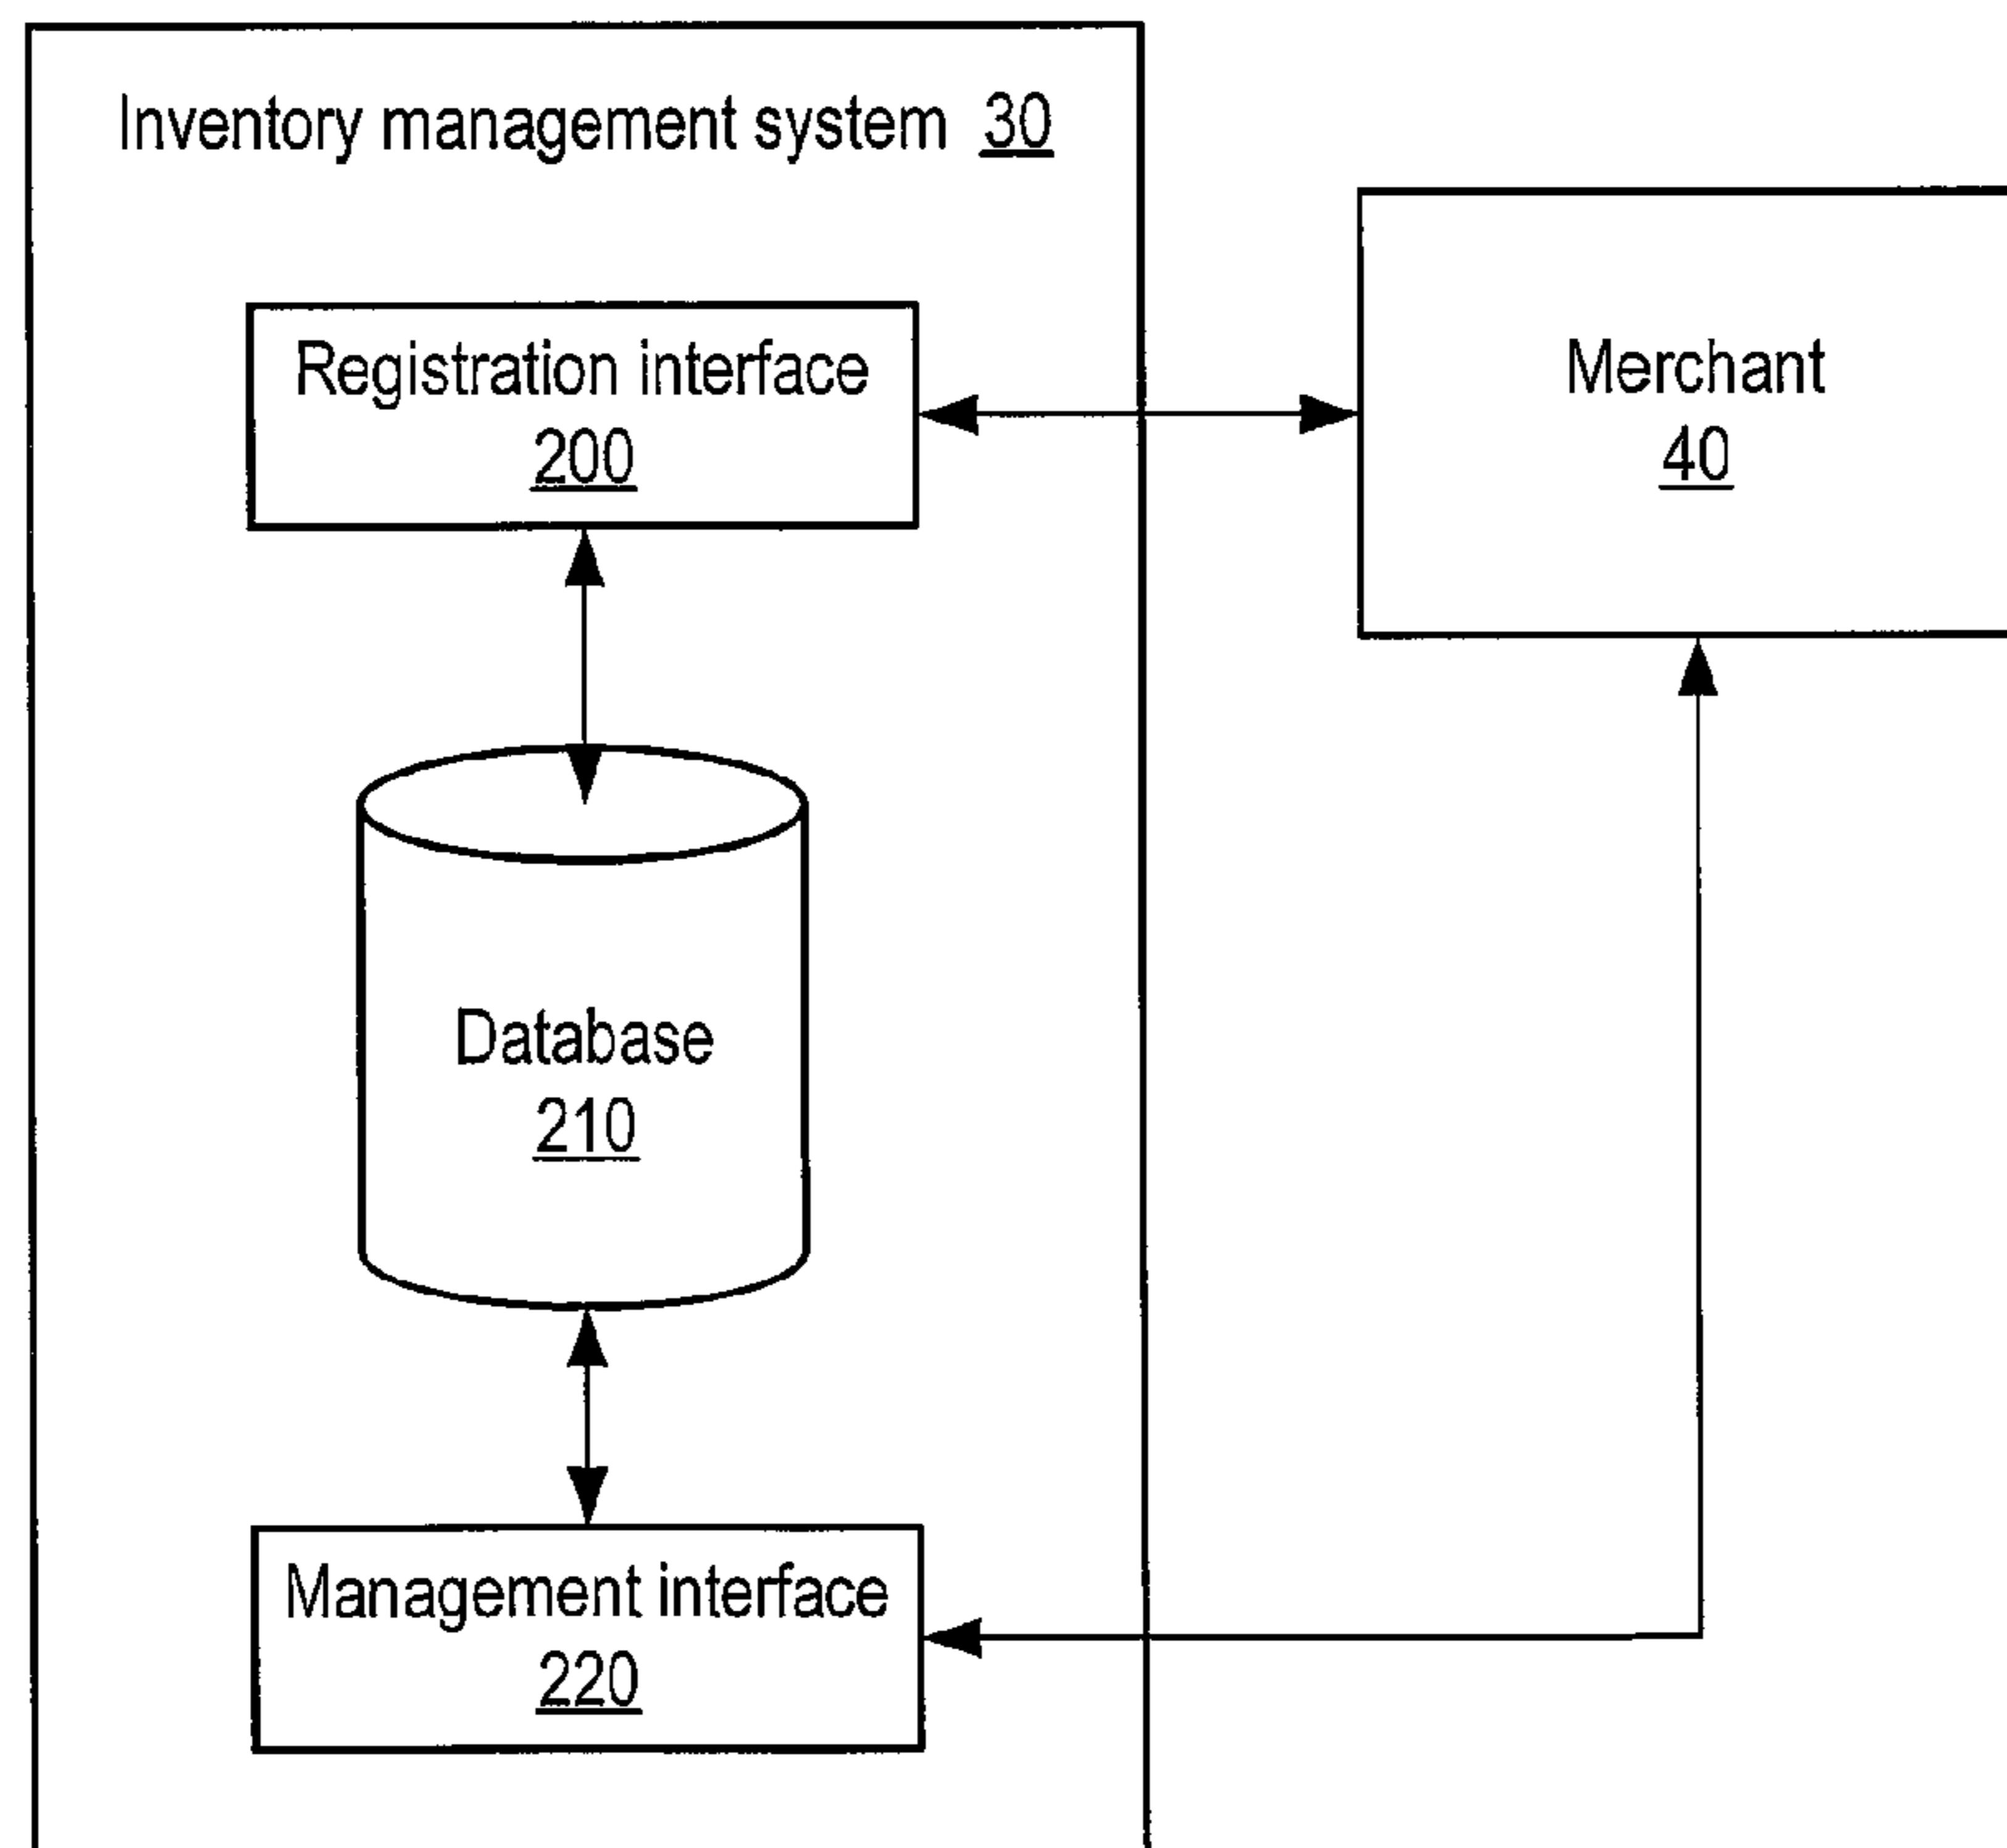 Inventory management system 30
Registration interface
200
Merchant
40
Database
210
Management interface
220